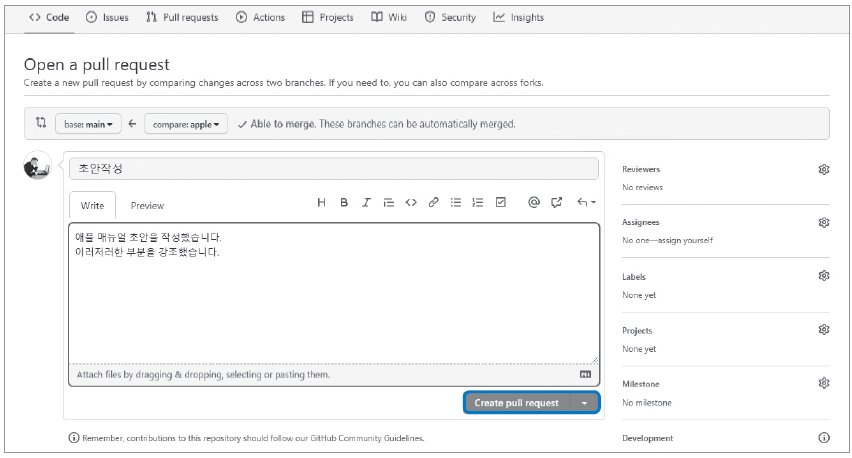 Code Issues Pull requests Actions Projects Wiki Security Insights
Open a pull request
Create a new pull request by comparing changes across two branches. If you need to, you can also compare across forks.
base: main ← compare: apple ✓ Able to merge. These branches can be automatically merged.
초안작성
Write Preview
애플 매뉴얼 초안을 작성했습니다.
이러저러한 부분을 강조했습니다.
Attach files by dragging & dropping, selecting or pasting them.
Create pull request
Remember, contributions to this repository should follow our GitHub Community Guidelines.
Reviewers
No reviews
Assignees
No one—assign yourself
Labels
None yet
Projects
None yet
Milestone
No milestone
Development